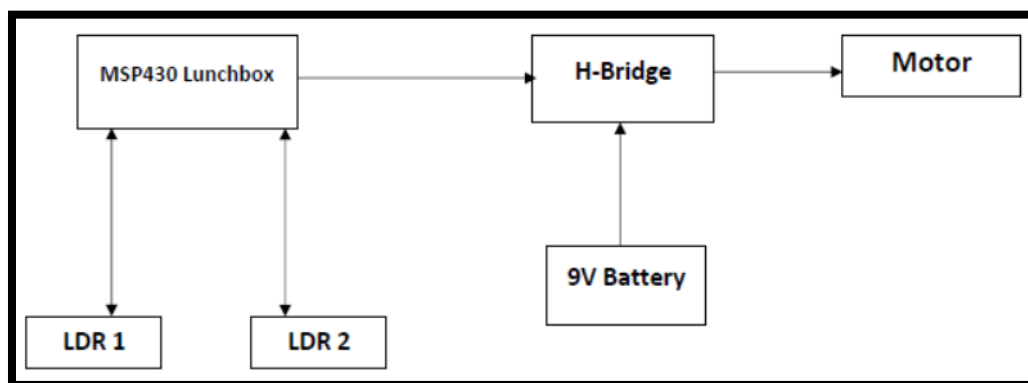 MSP430 Lunchbox
H-Bridge
Motor
9V Battery
LDR 1
LDR 2